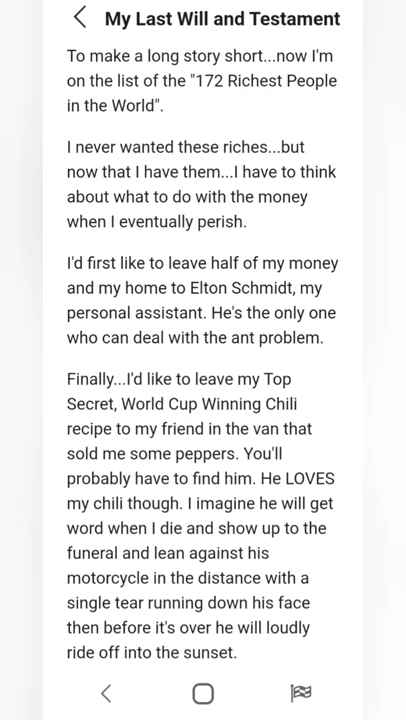 My Last Will and Testament
To make a long story short...now I'm
on the list of the "172 Richest People
in the World".
I never wanted these riches...but
now that I have them...I have to think
about what to do with the money
when I eventually perish.
I'd first like to leave half of my money
and my home to Elton Schmidt, my
personal assistant. He's the only one
who can deal with the ant problem.
Finally...I'd like to leave my Top
Secret, World Cup Winning Chili
recipe to my friend in the van that
sold me some peppers. You'll
probably have to find him. He LOVES
my chili though. I imagine he will get
word when I die and show up to the
funeral and lean against his
motorcycle in the distance with a
single tear running down his face
then before it's over he will loudly
ride off into the sunset.